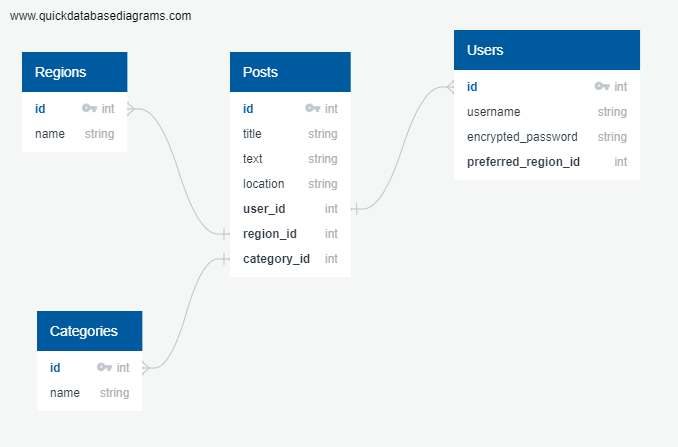 www.quickdatabasediagrams.com
Regions
id int
name string
Posts
id int
title string
text string
location string
user_id int
region_id int
category_id int
Users
id int
username string
encrypted_password string
preferred_region_id int
Categories
id int
name string